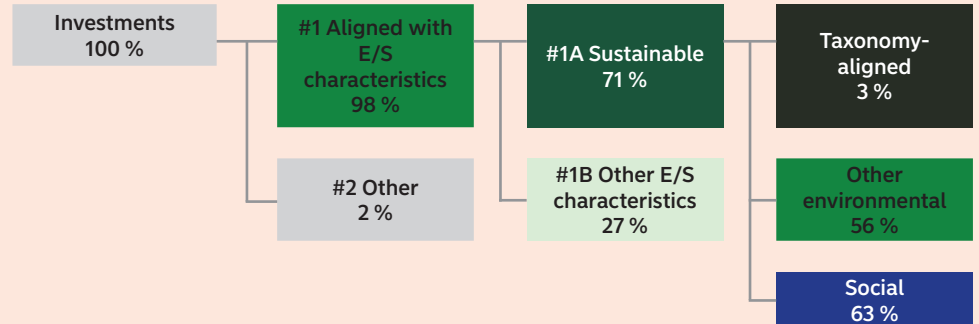 Investments
100 %
#1 Aligned with
E/S
characteristics
98 %
#2 Other
2 %
#1A Sustainable
71 %
#1B Other E/S
characteristics
27 %
Taxonomy-
aligned
3 %
Other
environmental
56 %
Social
63 %